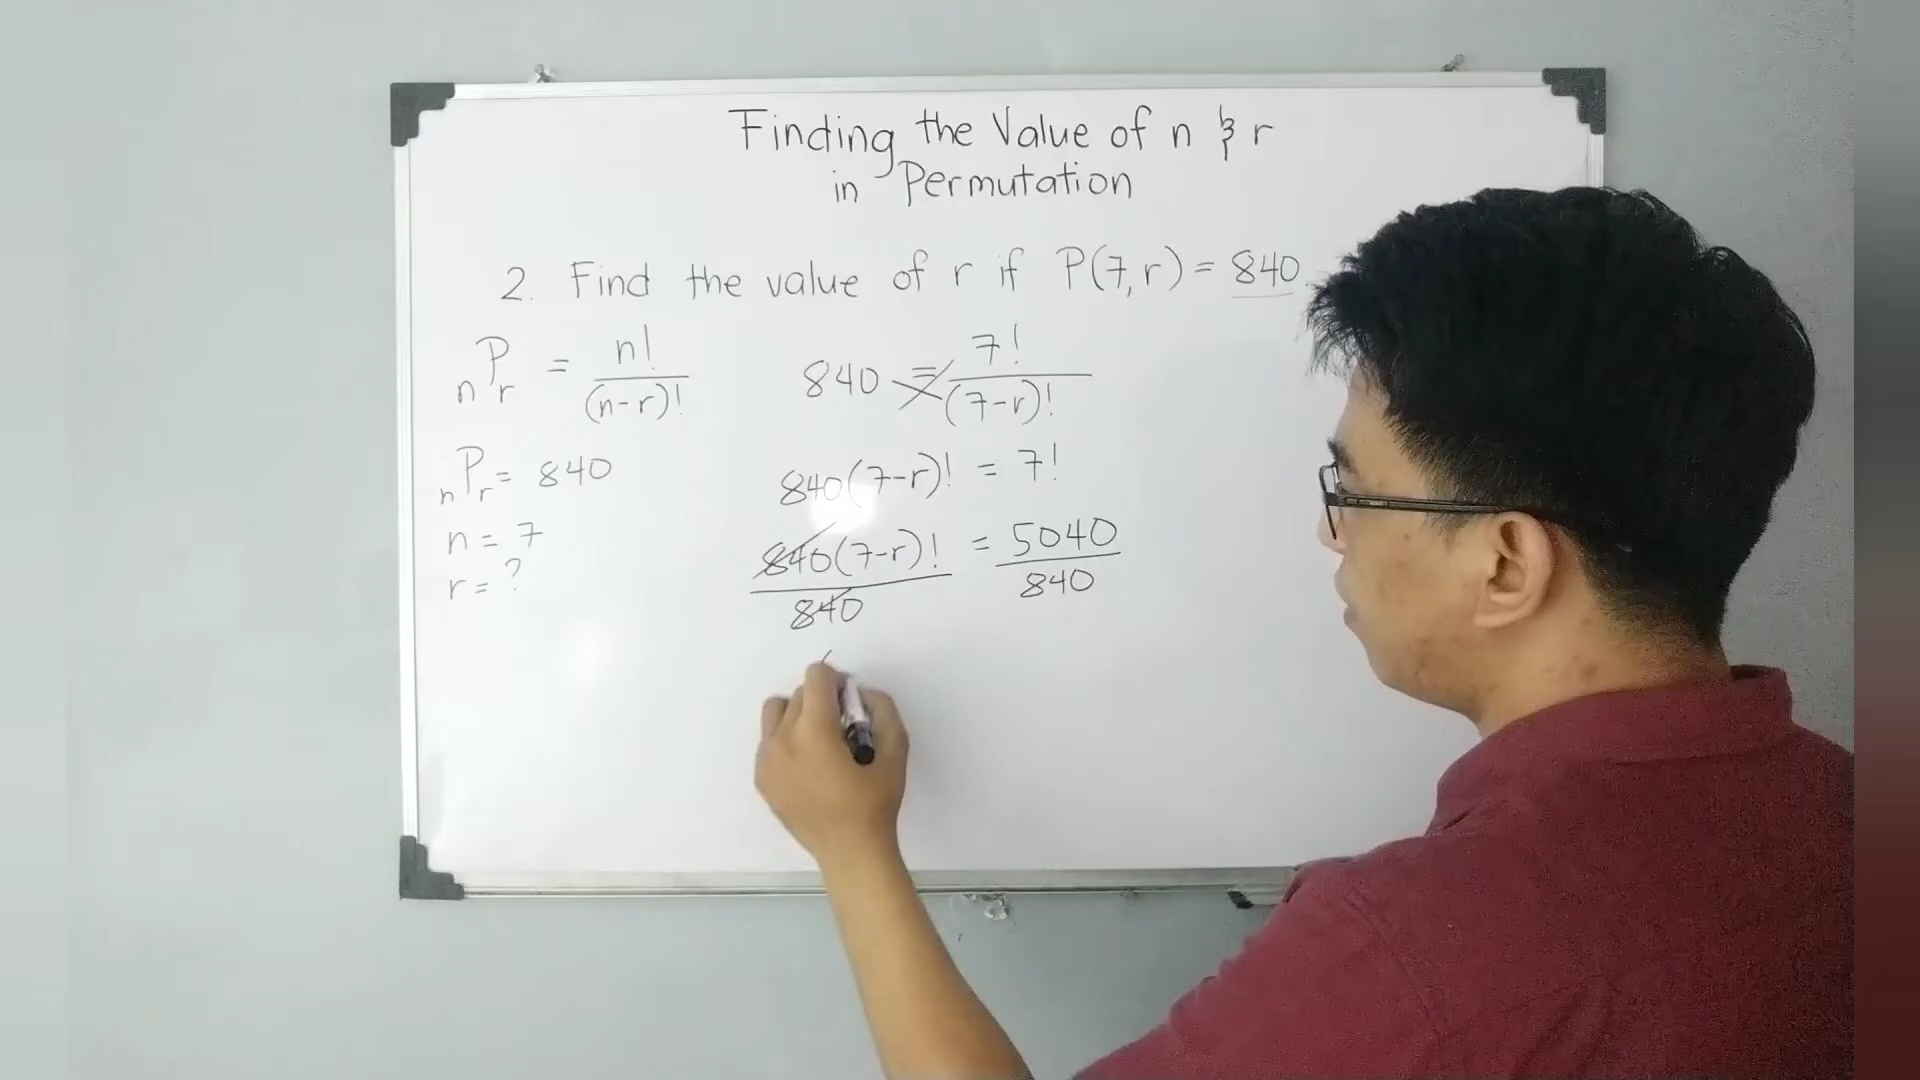 Finding the Value of n & r
in Permutation
2. Find the value of r if P(7,r) = 840.
nPr = n!/(n-r)!
nPr = 840
n = 7
r = ?
840 = 7!/(7-r)!
840(7-r)! = 7!
840(7-r)!/840 = 5040/840
(